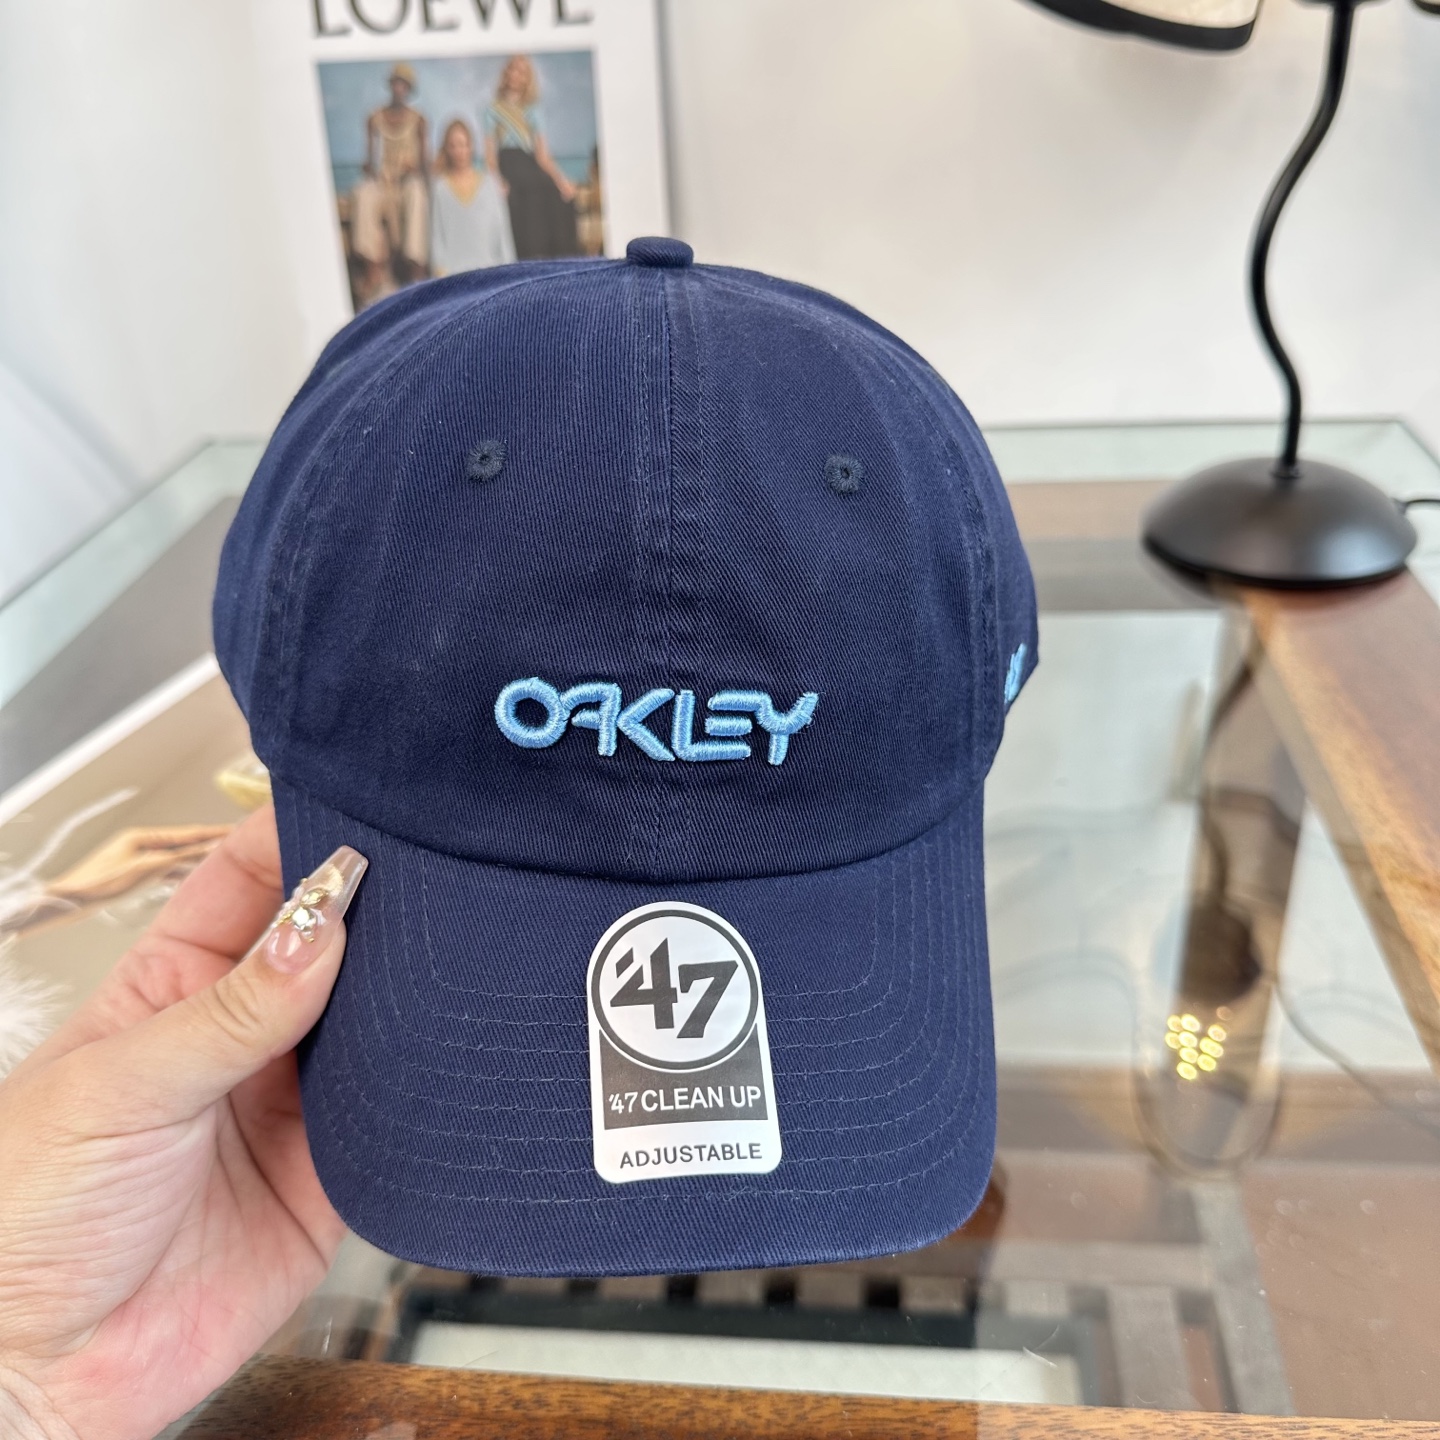 LOEWE
OAKLEY
'47
'47 CLEAN UP
ADJUSTABLE